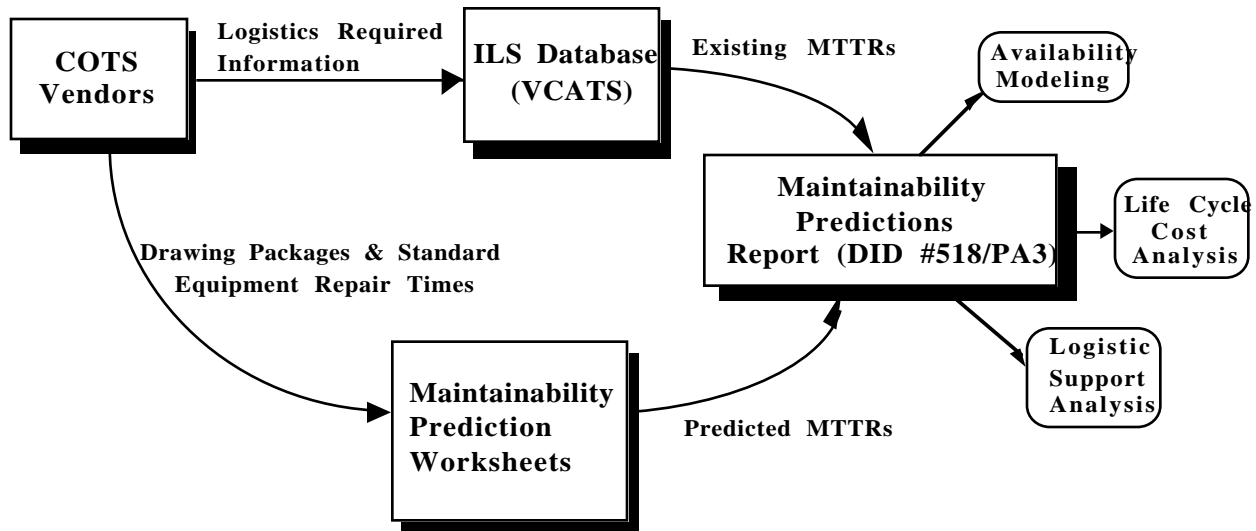 COTS
Vendors
Logistics Required
Information
ILS Database
(VCATS)
Existing MTTRs
Availability
Modeling
Maintainability
Predictions
Report (DID #518/PA3)
Life Cycle
Cost
Analysis
Drawing Packages & Standard
Equipment Repair Times
Logistic
Support
Analysis
Maintainability
Prediction
Worksheets
Predicted MTTRs